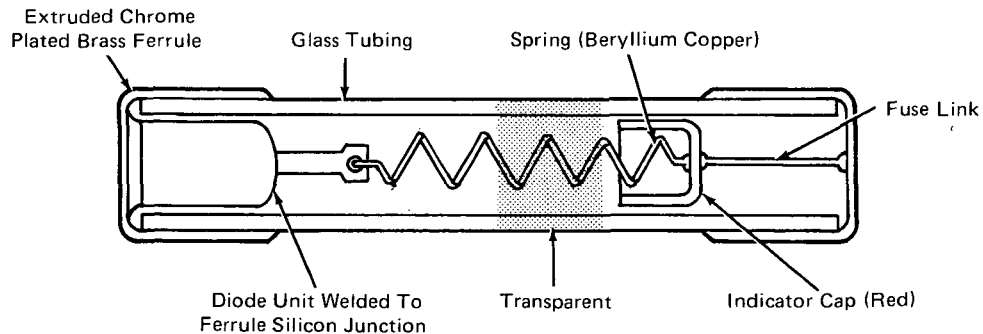 Extruded Chrome
Plated Brass Ferrule
Glass Tubing
Spring (Beryllium Copper)
Fuse Link
Diode Unit Welded To
Ferrule Silicon Junction
Transparent
Indicator Cap (Red)